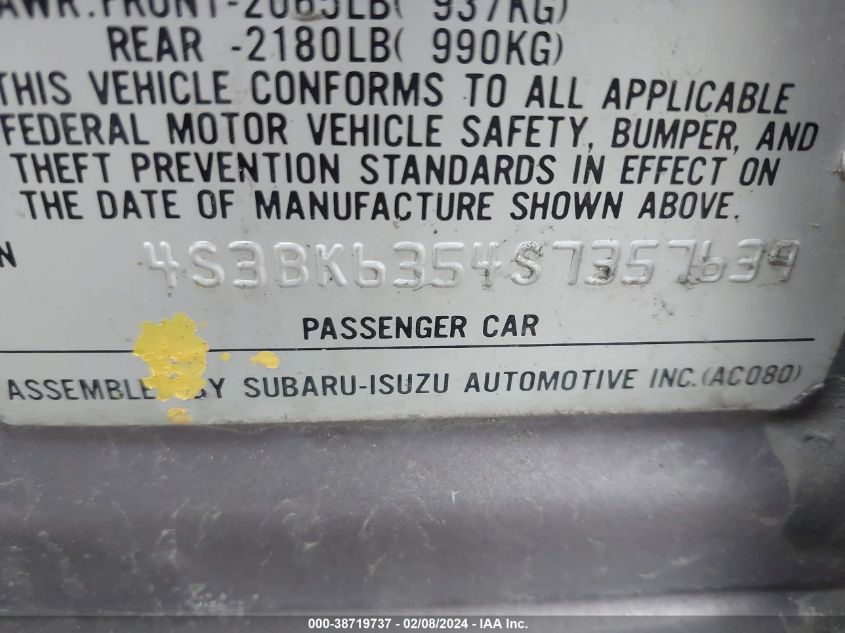 AWR.FRONT-2065LB( 937KG)
REAR -2180LB( 990KG)
THIS VEHICLE CONFORMS TO ALL APPLICABLE
FEDERAL MOTOR VEHICLE SAFETY, BUMPER, AND
THEFT PREVENTION STANDARDS IN EFFECT ON
THE DATE OF MANUFACTURE SHOWN ABOVE.
N 4S3BK6354S7357639
PASSENGER CAR
ASSEMBLE BY SUBARU-ISUZU AUTOMOTIVE INC.(AC080)
000-38719737 - 02/08/2024 - IAA Inc.